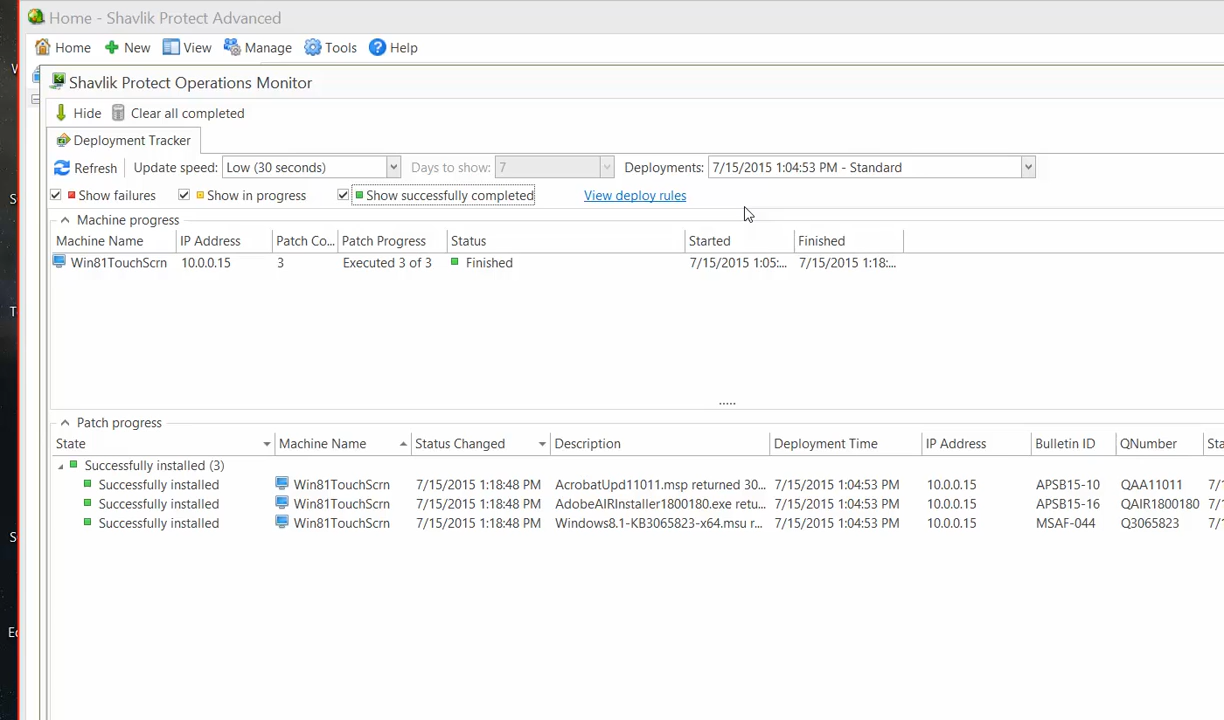 Home - Shavlik Protect Advanced
Home New View Manage Tools Help
Shavlik Protect Operations Monitor
Hide Clear all completed
Deployment Tracker
Refresh Update speed: Low (30 seconds) Days to show: 7 Deployments: 7/15/2015 1:04:53 PM - Standard
Show failures Show in progress Show successfully completed View deploy rules
Machine progress
Machine Name IP Address Patch Co... Patch Progress Status Started Finished
Win81TouchScrn 10.0.0.15 3 Executed 3 of 3 Finished 7/15/2015 1:05:... 7/15/2015 1:18:...
.....
Patch progress
State Machine Name Status Changed Description Deployment Time IP Address Bulletin ID QNumber Sta
Successfully installed (3)
Successfully installed Win81TouchScrn 7/15/2015 1:18:48 PM AcrobatUpd11011.msp returned 30... 7/15/2015 1:04:53 PM 10.0.0.15 APSB15-10 QAA11011 7/1
Successfully installed Win81TouchScrn 7/15/2015 1:18:48 PM AdobeAIRInstaller1800180.exe retu... 7/15/2015 1:04:53 PM 10.0.0.15 APSB15-16 QAIR1800180 7/1
Successfully installed Win81TouchScrn 7/15/2015 1:18:48 PM Windows8.1-KB3065823-x64.msu r... 7/15/2015 1:04:53 PM 10.0.0.15 MSAF-044 Q3065823 7/1